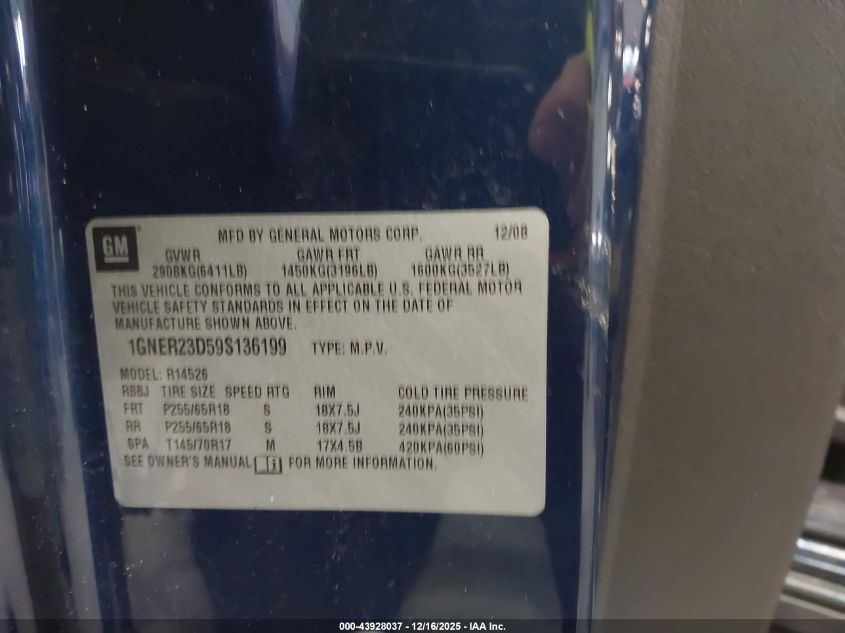 GM
MFD BY GENERAL MOTORS CORP. 12/08
GVWR GAWR FRT GAWR RR
2908KG(6411LB) 1450KG(3196LB) 1600KG(3527LB)
THIS VEHICLE CONFORMS TO ALL APPLICABLE U.S. FEDERAL MOTOR
VEHICLE SAFETY STANDARDS IN EFFECT ON THE DATE OF
MANUFACTURE SHOWN ABOVE.
1GNER23D59S136199 TYPE: M.P.V.
MODEL: R14526
RBBJ TIRE SIZE SPEED RTG RIM COLD TIRE PRESSURE
FRT P255/65R18 S 18X7.5J 240KPA(35PSI)
RR P255/65R18 S 18X7.5J 240KPA(35PSI)
SPA T145/70R17 M 17X4.5B 420KPA(60PSI)
SEE OWNER'S MANUAL FOR MORE INFORMATION.
000-43928037 - 12/16/2025 - IAA Inc.